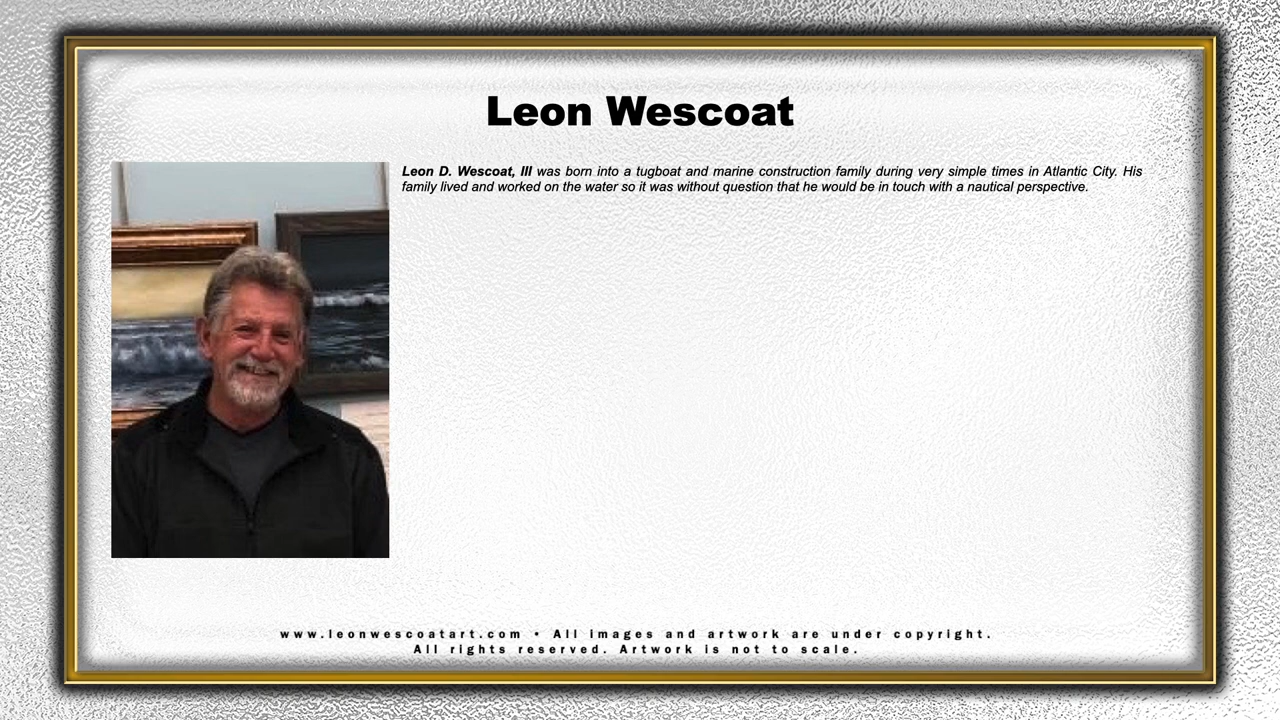 Leon Wescoat
Leon D. Wescoat, III was born into a tugboat and marine construction family during very simple times in Atlantic City. His
family lived and worked on the water so it was without question that he would be in touch with a nautical perspective.
www.leonwescoatart.com • All images and artwork are under copyright.
All rights reserved. Artwork is not to scale.